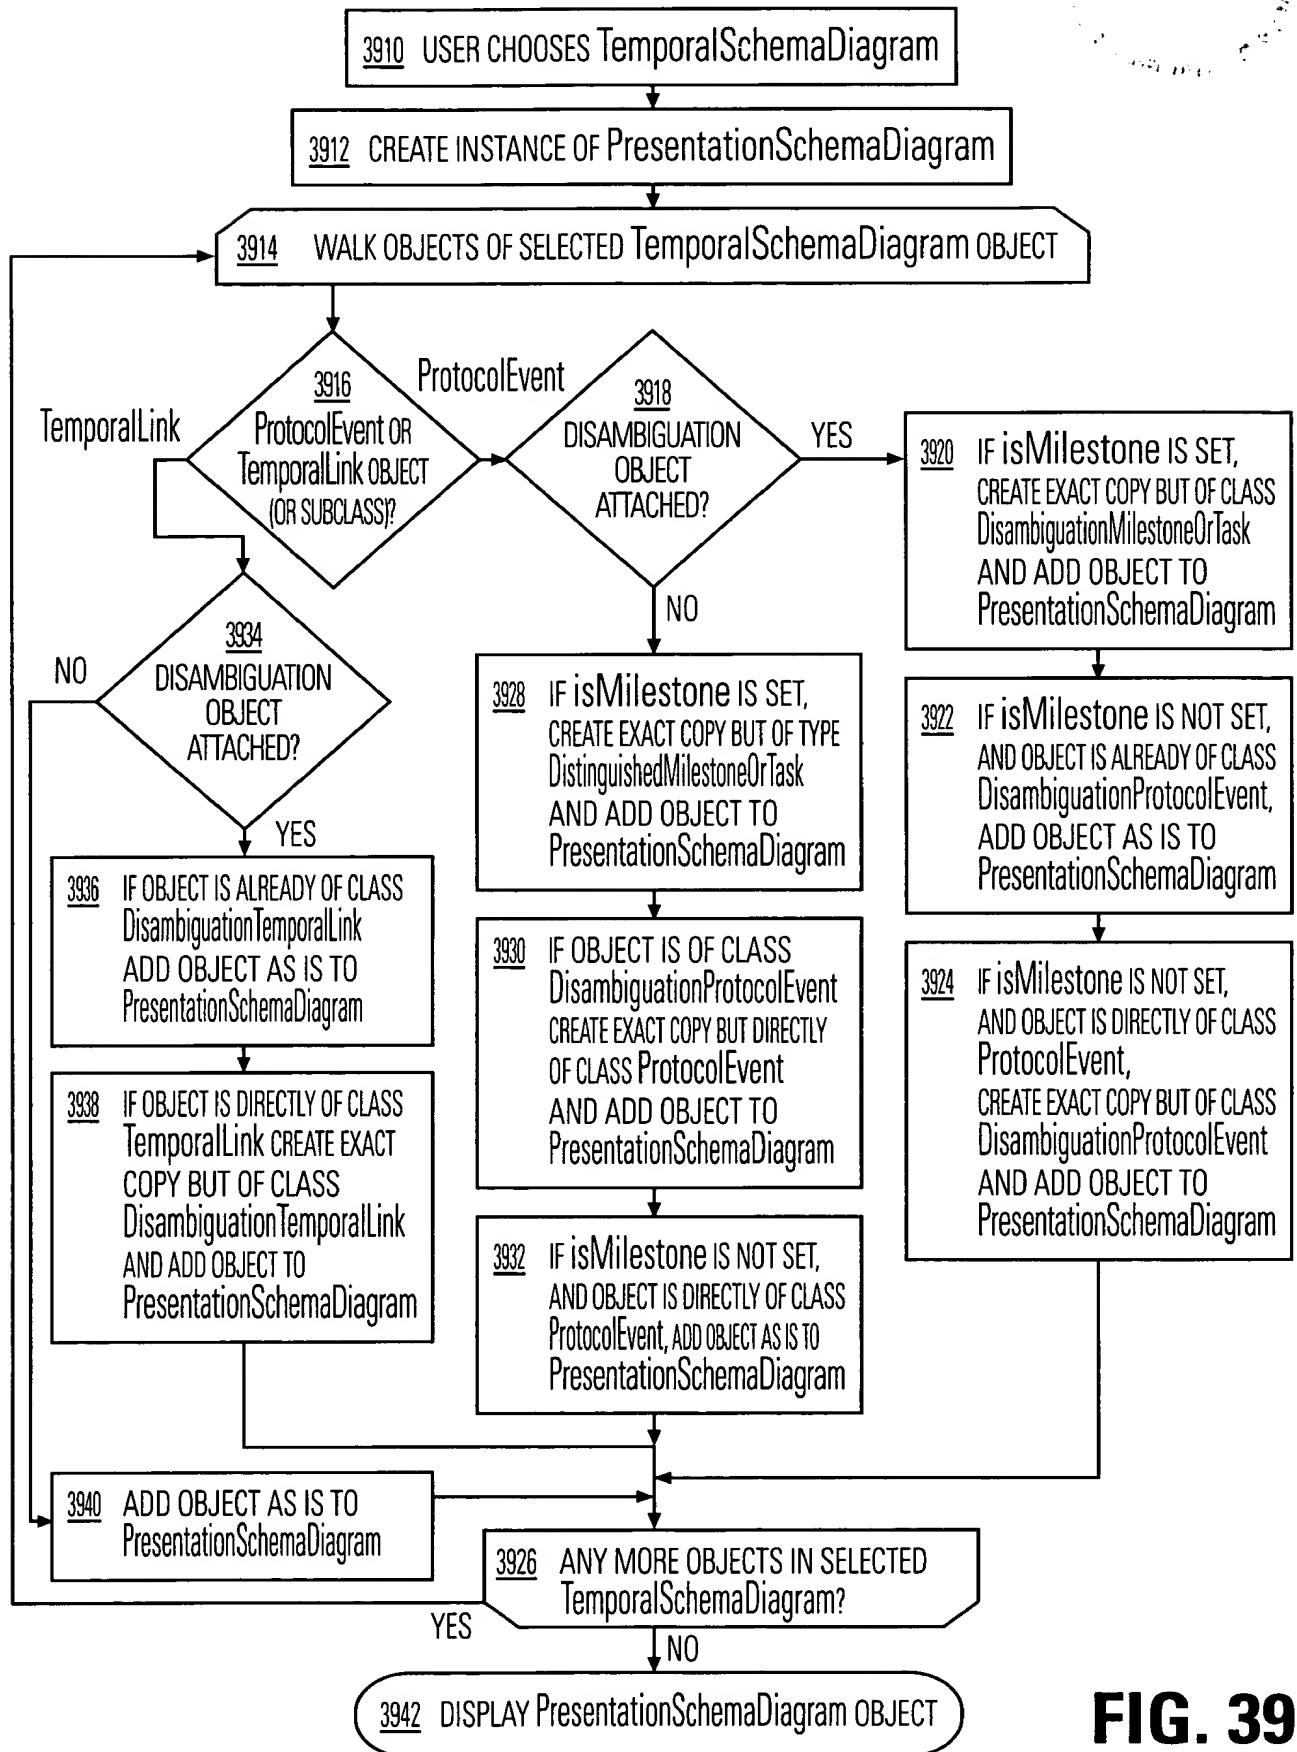 3910 USER CHOOSES TemporalSchemaDiagram
3912 CREATE INSTANCE OF PresentationSchemaDiagram
3914 WALK OBJECTS OF SELECTED TemporalSchemaDiagram OBJECT
TemporalLink
3916
ProtocolEvent OR
TemporalLink OBJECT
(OR SUBCLASS)?
ProtocolEvent
3918
DISAMBIGUATION
OBJECT
ATTACHED?
YES
NO
3920 IF isMilestone IS SET,
CREATE EXACT COPY BUT OF CLASS
DisambiguationMilestoneOrTask
AND ADD OBJECT TO
PresentationSchemaDiagram
3922 IF isMilestone IS NOT SET,
AND OBJECT IS ALREADY OF CLASS
DisambiguationProtocolEvent,
ADD OBJECT AS IS TO
PresentationSchemaDiagram
3924 IF isMilestone IS NOT SET,
AND OBJECT IS DIRECTLY OF CLASS
ProtocolEvent,
CREATE EXACT COPY BUT OF CLASS
DisambiguationProtocolEvent
AND ADD OBJECT TO
PresentationSchemaDiagram
3928 IF isMilestone IS SET,
CREATE EXACT COPY BUT OF TYPE
DistinguishedMilestoneOrTask
AND ADD OBJECT TO
PresentationSchemaDiagram
3930 IF OBJECT IS OF CLASS
DisambiguationProtocolEvent
CREATE EXACT COPY BUT DIRECTLY
OF CLASS ProtocolEvent
AND ADD OBJECT TO
PresentationSchemaDiagram
3932 IF isMilestone IS NOT SET,
AND OBJECT IS DIRECTLY OF CLASS
ProtocolEvent, ADD OBJECT AS IS TO
PresentationSchemaDiagram
3934
DISAMBIGUATION
OBJECT
ATTACHED?
NO
YES
3936 IF OBJECT IS ALREADY OF CLASS
DisambiguationTemporalLink
ADD OBJECT AS IS TO
PresentationSchemaDiagram
3938 IF OBJECT IS DIRECTLY OF CLASS
TemporalLink CREATE EXACT
COPY BUT OF CLASS
DisambiguationTemporalLink
AND ADD OBJECT TO
PresentationSchemaDiagram
3940 ADD OBJECT AS IS TO
PresentationSchemaDiagram
3926 ANY MORE OBJECTS IN SELECTED
TemporalSchemaDiagram?
YES
NO
3942 DISPLAY PresentationSchemaDiagram OBJECT
FIG. 39